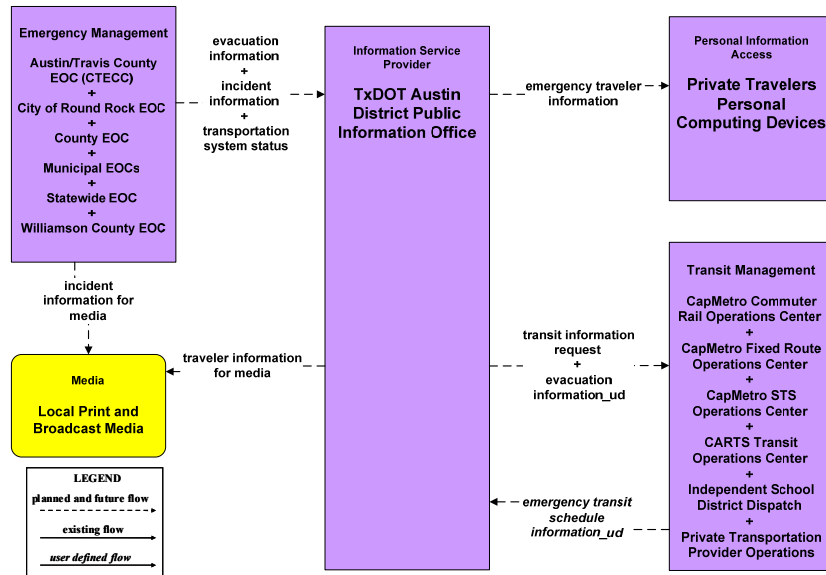 Emergency Management
Austin/Travis County
EOC (CTECC)
+
City of Round Rock EOC
+
County EOC
+
Municipal EOCs
+
Statewide EOC
+
Williamson County EOC
evacuation
information
+
incident
information
+
transportation
system status
Information Service
Provider
TxDOT Austin
District Public
Information Office
emergency traveler
information
Personal Information
Access
Private Travelers
Personal
Computing Devices
incident
information for
media
Media
Local Print and
Broadcast Media
traveler information
for media
transit information
request
+
evacuation
information_ud
Transit Management
CapMetro Commuter
Rail Operations Center
+
CapMetro Fixed Route
Operations Center
+
CapMetro STS
Operations Center
+
CARTS Transit
Operations Center
+
Independent School
District Dispatch
+
Private Transportation
Provider Operations
emergency transit
schedule
information_ud
LEGEND
planned and future flow
existing flow
user defined flow